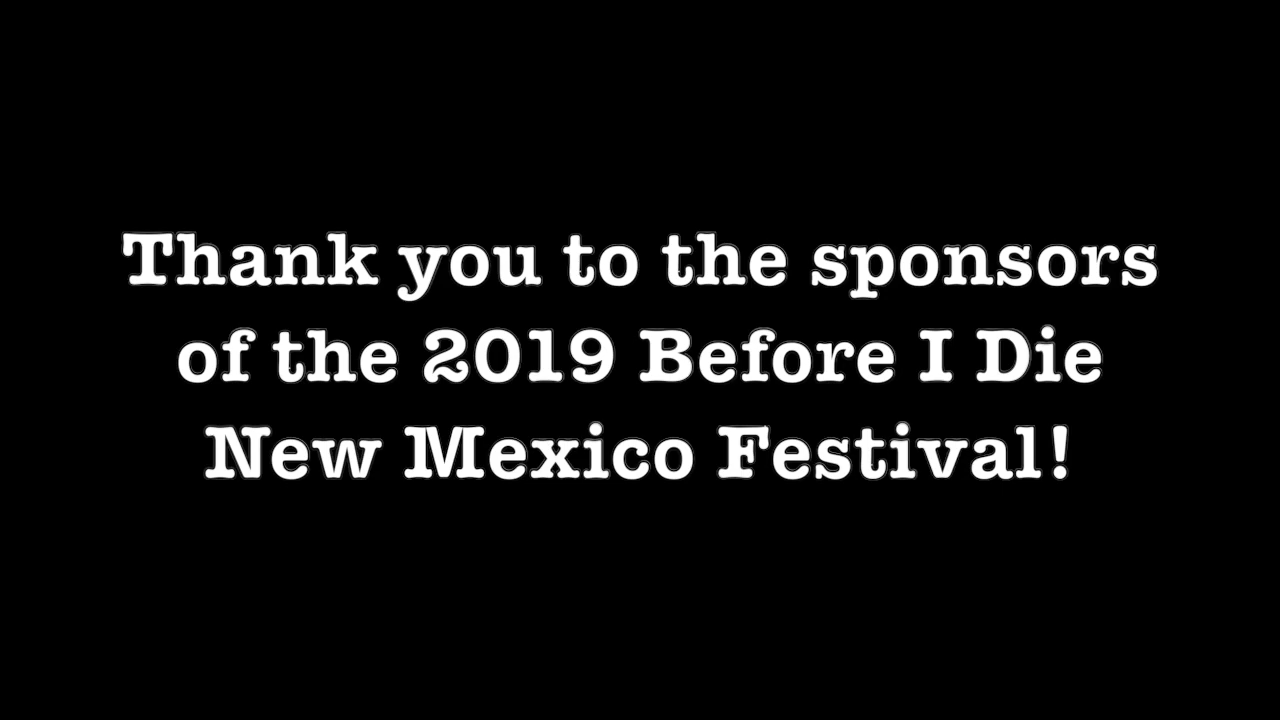 Thank you to the sponsors
of the 2019 Before I Die
New Mexico Festival!